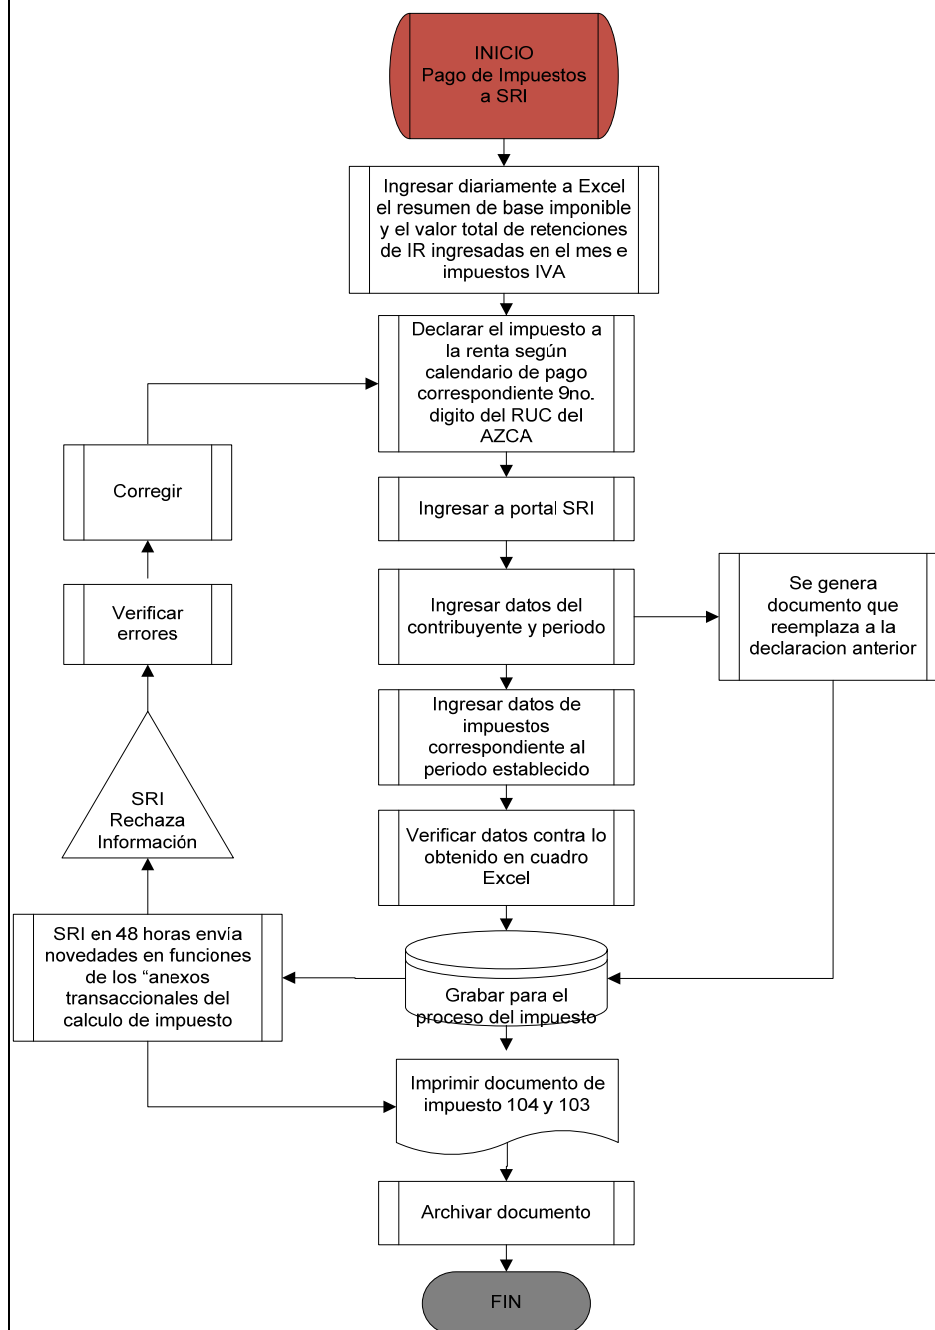 INICIO
Pago de Impuestos
a SRI
Ingresar diariamente a Excel
el resumen de base imponible
y el valor total de retenciones
de IR ingresadas en el mes e
impuestos IVA
Declarar el impuesto a
la renta según
calendario de pago
correspondiente 9no.
digito del RUC del
AZCA
Corregir
Ingresar a portal SRI
Verificar
errores
Ingresar datos del
contribuyente y periodo
Se genera
documento que
reemplaza a la
declaracion anterior
Ingresar datos de
impuestos
correspondiente al
periodo establecido
SRI
Rechaza
Información
Verificar datos contra lo
obtenido en cuadro
Excel
SRI en 48 horas envía
novedades en funciones
de los “anexos
transaccionales del
calculo de impuesto
Grabar para el
proceso del impuesto
Imprimir documento de
impuesto 104 y 103
Archivar documento
FIN